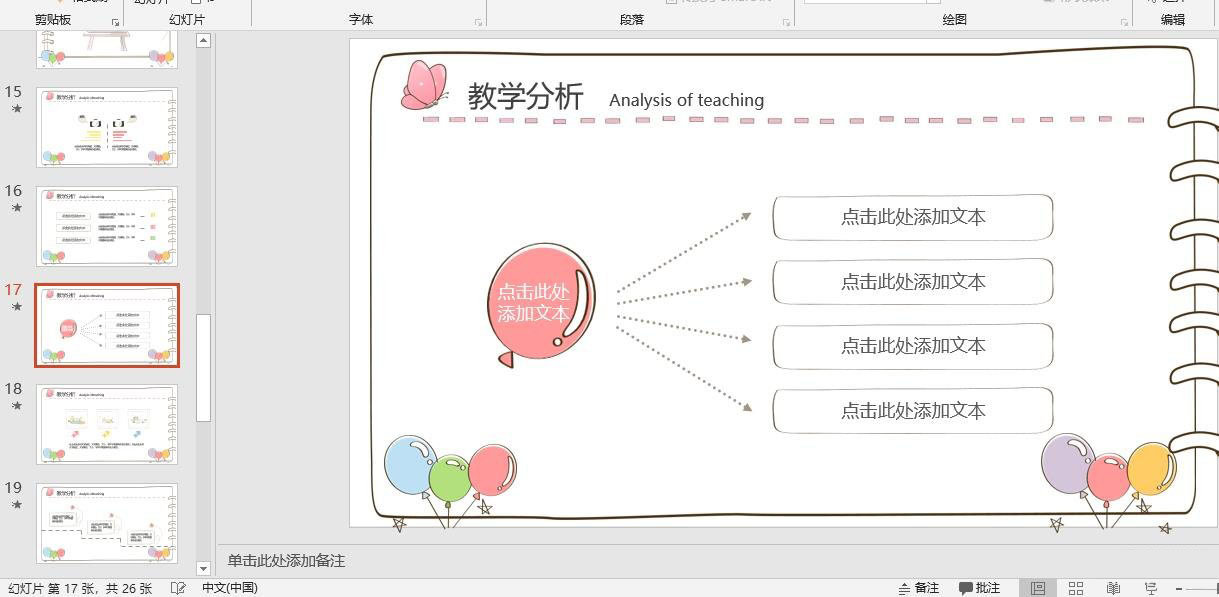 剪贴板
幻灯片
字体
段落
绘图
编辑
15
16
17
18
19
教学分析 Analysis of teaching
点击此处
添加文本
点击此处添加文本
点击此处添加文本
点击此处添加文本
点击此处添加文本
单击此处添加备注
幻灯片 第 17 张，共 26 张
中文(中国)
备注
批注